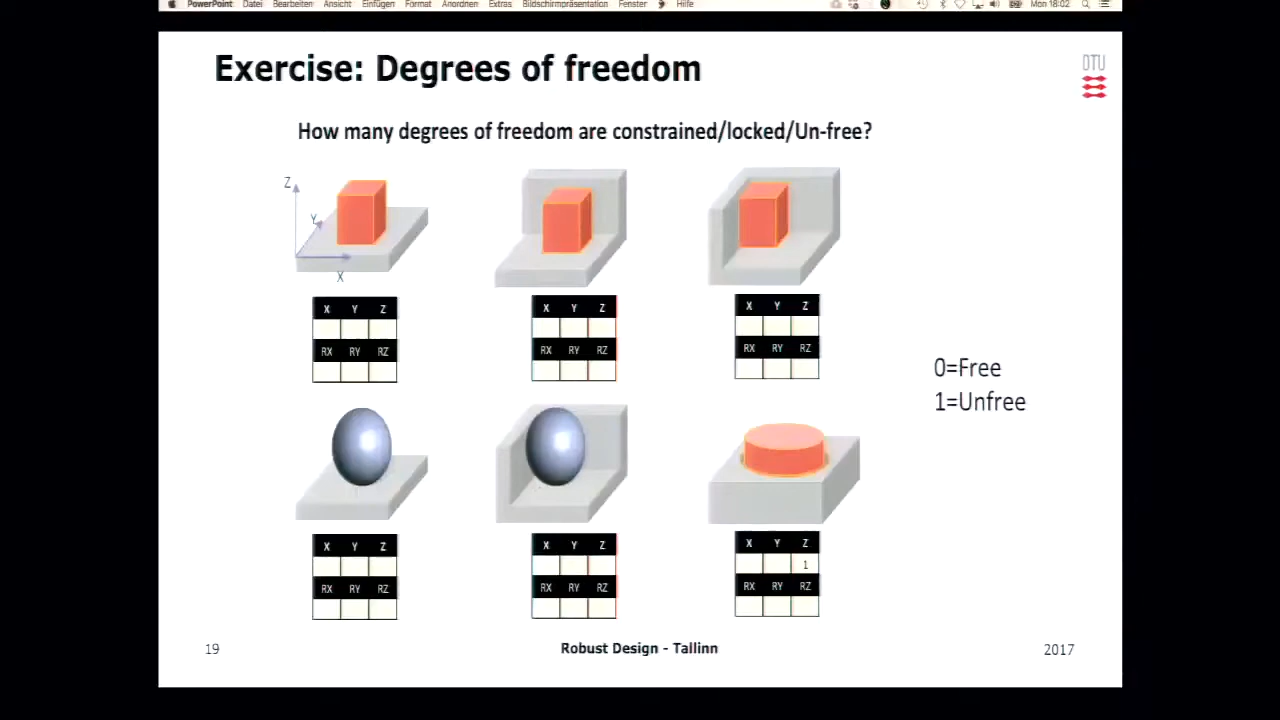 PowerPoint Datei Bearbeiten Ansicht Einfügen Format Anordnen Extras Bildschirmpräsentation Fenster Hilfe Mon 18:02
Exercise: Degrees of freedom
DTU
How many degrees of freedom are constrained/locked/Un-free?
Z
Y
X
X Y Z
RX RY RZ
X Y Z
RX RY RZ
X Y Z
RX RY RZ
0=Free
1=Unfree
X Y Z
RX RY RZ
X Y Z
RX RY RZ
X Y Z
1
RX RY RZ
19
Robust Design - Tallinn
2017